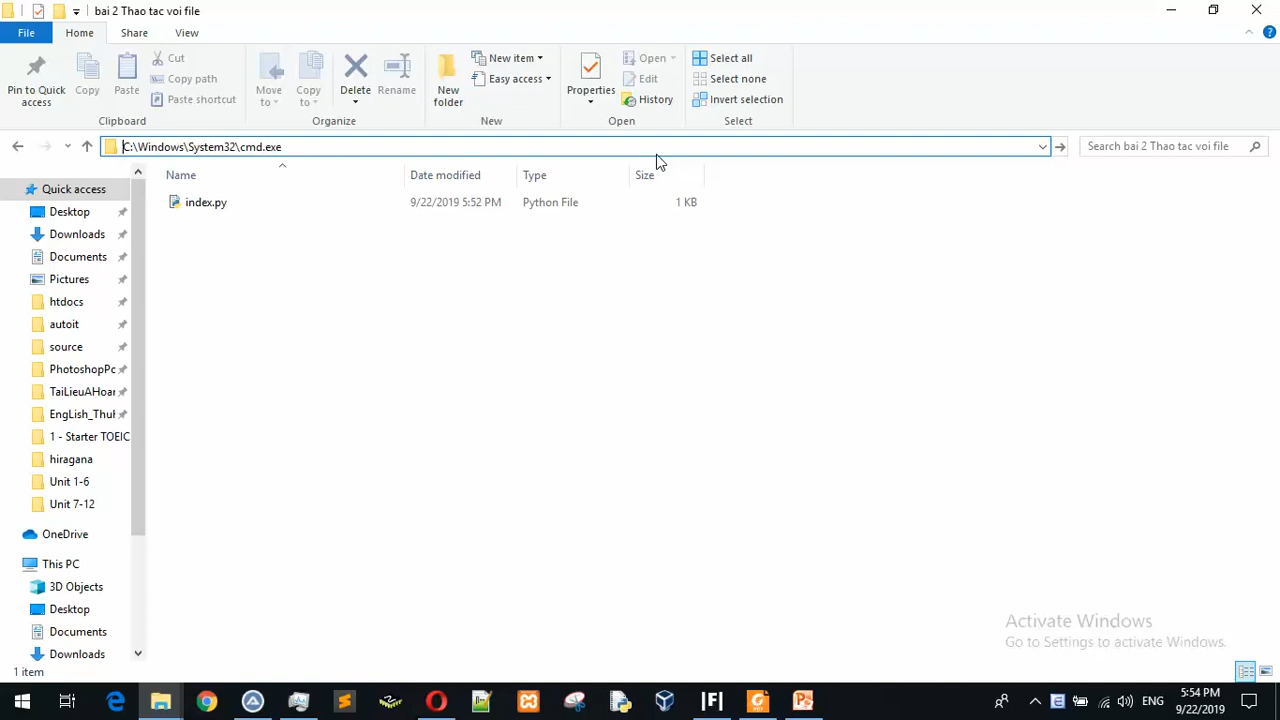 bai 2 Thao tac voi file
File Home Share View
Pin to Quick access
Copy
Paste
Cut
Copy path
Paste shortcut
Clipboard
Move to
Copy to
Delete
Rename
Organize
New folder
New item
Easy access
New
Properties
Open
Edit
History
Open
Select all
Select none
Invert selection
Select
C:\Windows\System32\cmd.exe
Search bai 2 Thao tac voi file
Name Date modified Type Size
index.py 9/22/2019 5:52 PM Python File 1 KB
Quick access
Desktop
Downloads
Documents
Pictures
htdocs
autoit
source
PhotoshopPc
TaiLieuAHoar
EngLish_Thuh
1 - Starter TOEIC
hiragana
Unit 1-6
Unit 7-12
OneDrive
This PC
3D Objects
Desktop
Documents
Downloads
Activate Windows
Go to Settings to activate Windows.
1 item
ENG
5:54 PM
9/22/2019